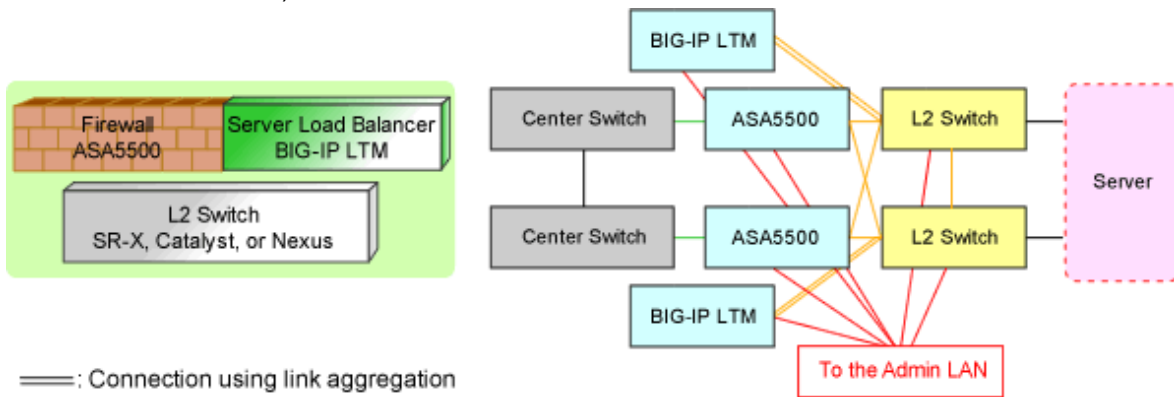 BIG-IP LTM
Firewall
ASA5500
Server Load Balancer
BIG-IP LTM
L2 Switch
SR-X, Catalyst, or Nexus
Center Switch
ASA5500
L2 Switch
Server
Center Switch
ASA5500
L2 Switch
BIG-IP LTM
To the Admin LAN
: Connection using link aggregation